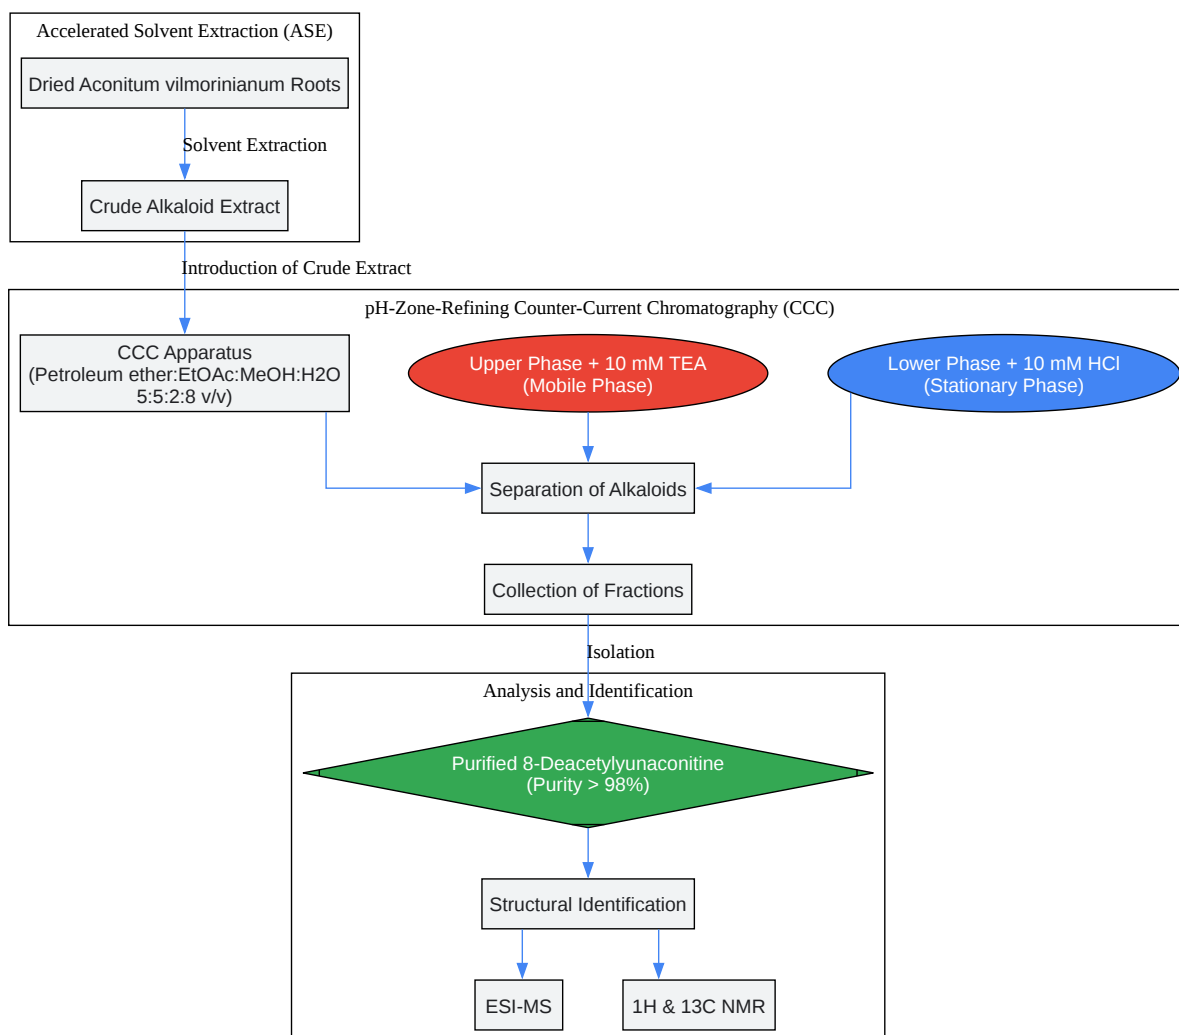 Accelerated Solvent Extraction (ASE)
Dried Aconitum vilmorinianum Roots
Solvent Extraction
Crude Alkaloid Extract
Introduction of Crude Extract
pH-Zone-Refining Counter-Current Chromatography (CCC)
CCC Apparatus
(Petroleum ether:EtOAc:MeOH:H2O
5:5:2:8 v/v)
Upper Phase + 10 mM TEA
(Mobile Phase)
Lower Phase + 10 mM HCl
(Stationary Phase)
Separation of Alkaloids
Collection of Fractions
Isolation
Analysis and Identification
Purified 8-Deacetylyunaconitine
(Purity > 98%)
Structural Identification
ESI-MS
1H & 13C NMR